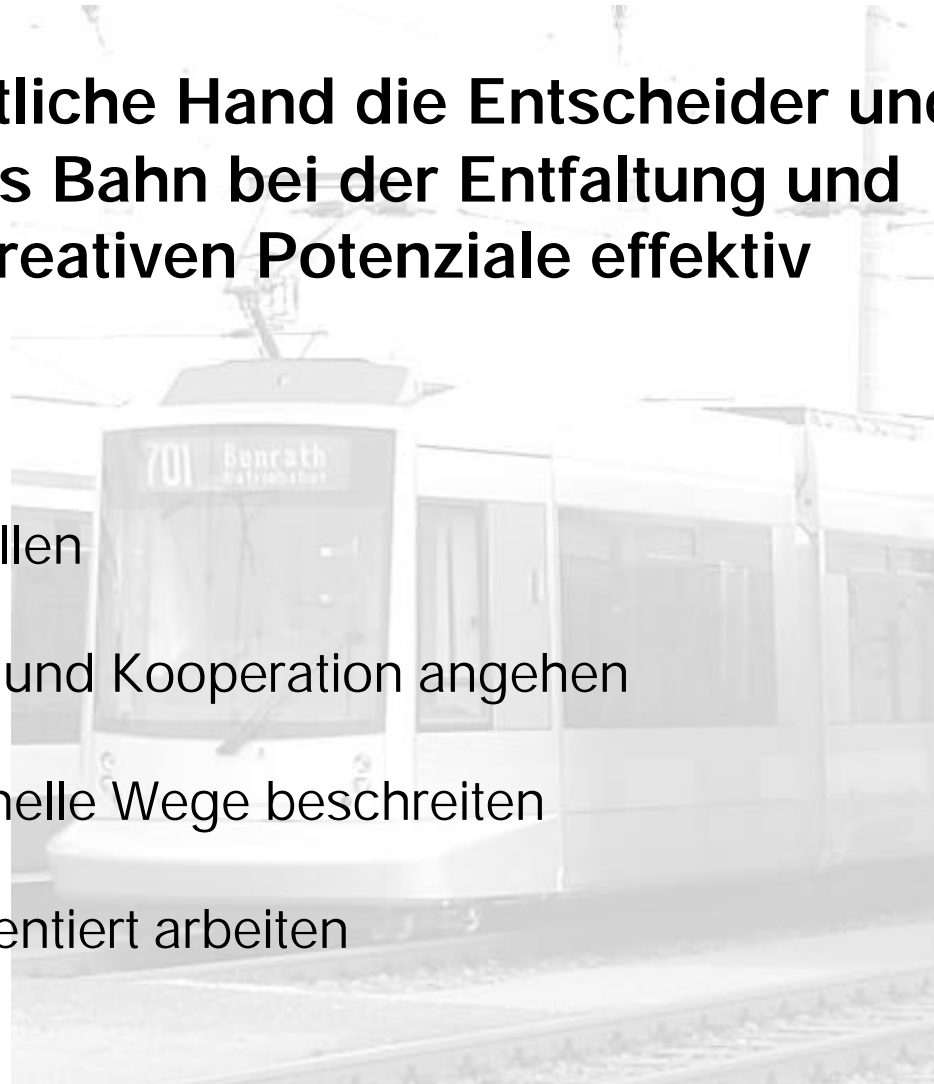 tliche Hand die Entscheider und
s Bahn bei der Entfaltung und
reativen Potenziale effektiv
701 Benrath
llen
und Kooperation angehen
nelle Wege beschreiten
entiert arbeiten